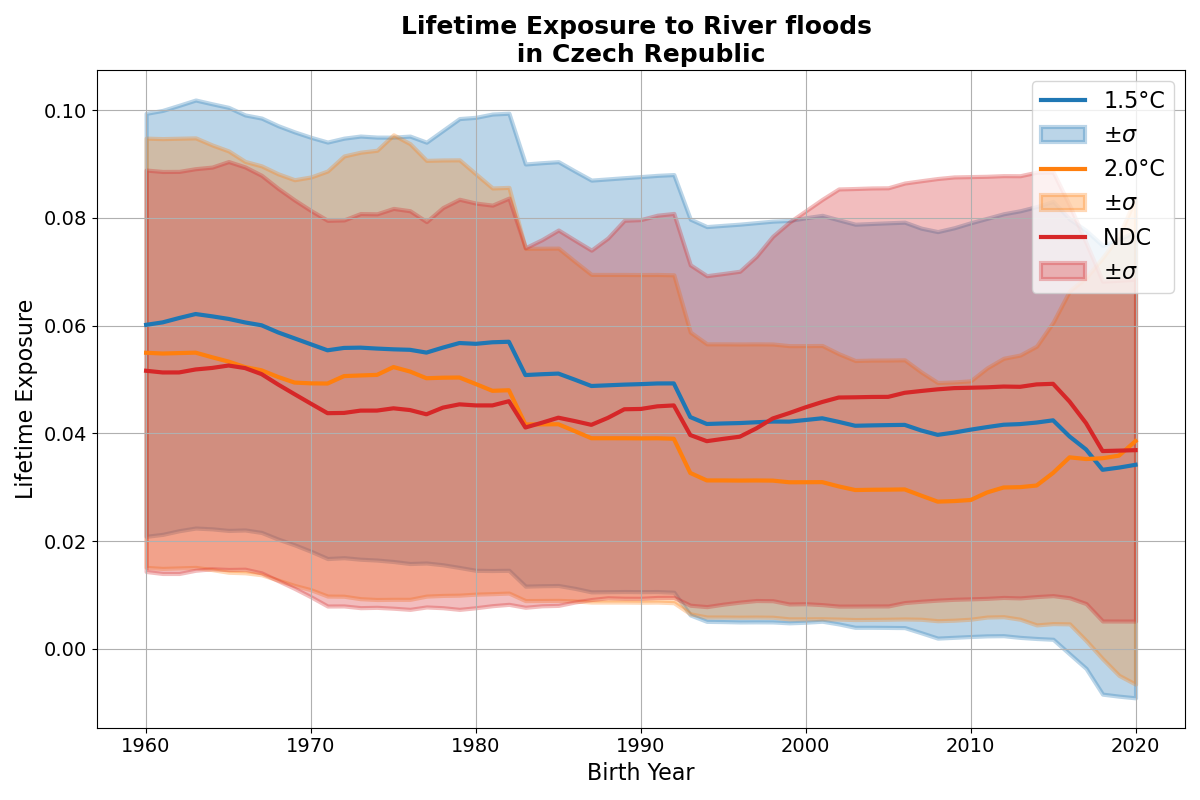 Lifetime Exposure to River floods
in Czech Republic
1.5°C
±σ
2.0°C
±σ
NDC
±σ
Lifetime Exposure
0.10
0.08
0.06
0.04
0.02
0.00
1960 1970 1980 1990 2000 2010 2020
Birth Year